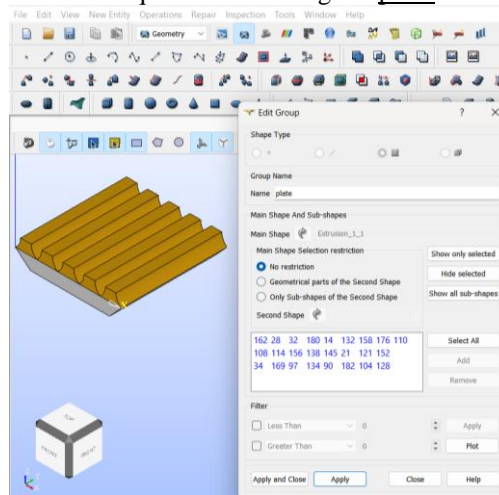 File Edit View New Entity Operations Repair Inspection Tools Window Help
Geometry
Edit Group ? X
Shape Type
Group Name
Name plate
Main Shape And Sub-shapes
Main Shape Extrusion_1_1
Main Shape Selection restriction
No restriction
Geometrical parts of the Second Shape
Only Sub-shapes of the Second Shape
Second Shape
Show only selected
Hide selected
Show all sub-shapes
162 28 32 180 14 132 158 176 110
108 114 156 138 145 21 121 152
34 169 97 134 90 182 104 128
Select All
Add
Remove
Filter
Less Than 0 Apply
Greater Than 0 Plot
Apply and Close Apply Close Help
TOP
FRONT
RIGHT